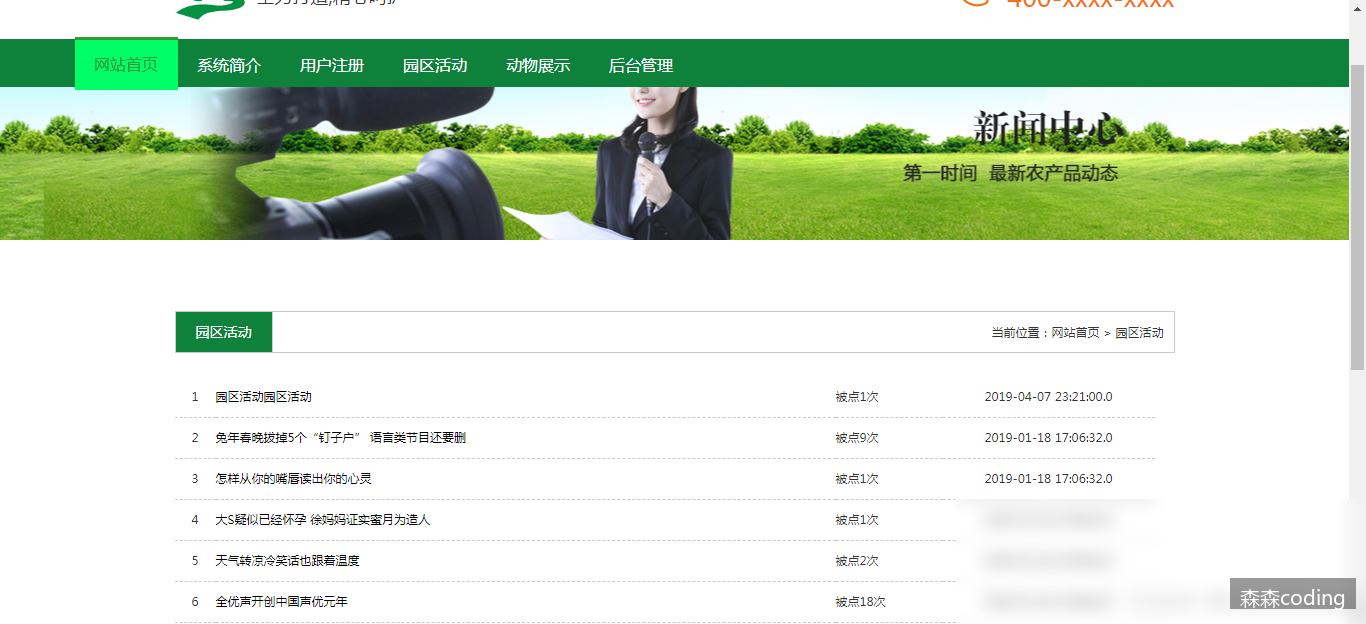 400-xxxx-xxxx
网站首页 系统简介 用户注册 园区活动 动物展示 后台管理
新闻中心
第一时间 最新农产品动态
园区活动 当前位置：网站首页 > 园区活动
1 园区活动园区活动 被点1次 2019-04-07 23:21:00.0
2 兔年春晚拔掉5个“钉子户” 语言类节目还要删 被点9次 2019-01-18 17:06:32.0
3 怎样从你的嘴唇读出你的心灵 被点1次 2019-01-18 17:06:32.0
4 大S疑似已经怀孕 徐妈妈证实蜜月为造人 被点1次
5 天气转凉冷笑话也跟着温度 被点2次
6 全优声开创中国声优元年 被点18次
森森coding